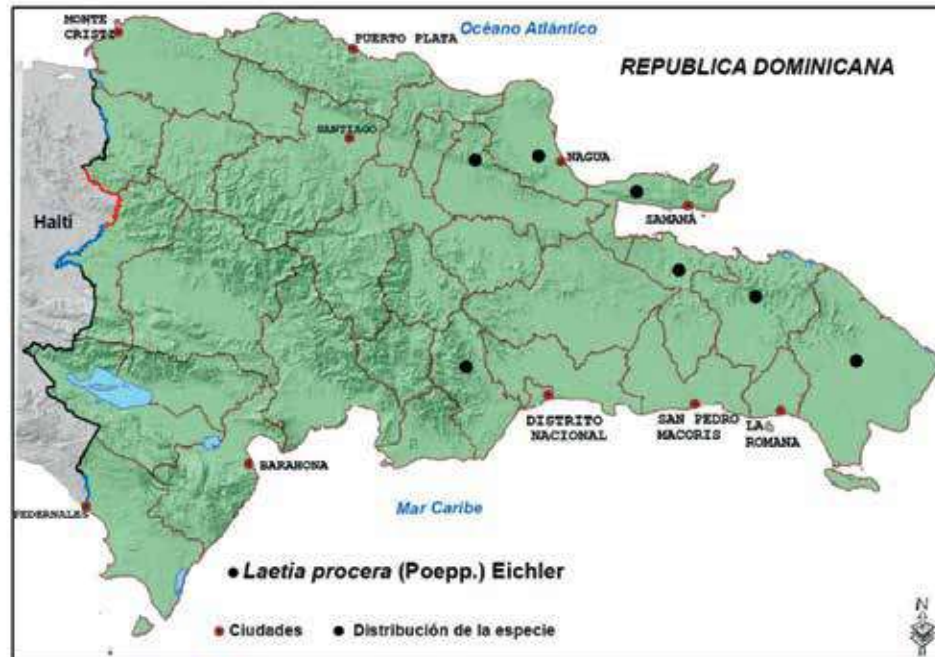 MONTE
CRISTI
Océano Atlántico
PUERTO PLATA
REPUBLICA DOMINICANA
SANTIAGO
NAGUA
SAMANÁ
Haití
DISTRITO
NACIONAL
SAN PEDRO
MACORIS
LA
ROMANA
BARAHONA
PEDERNALES
Mar Caribe
Laetia procera (Poepp.) Eichler
Ciudades
Distribución de la especie
N